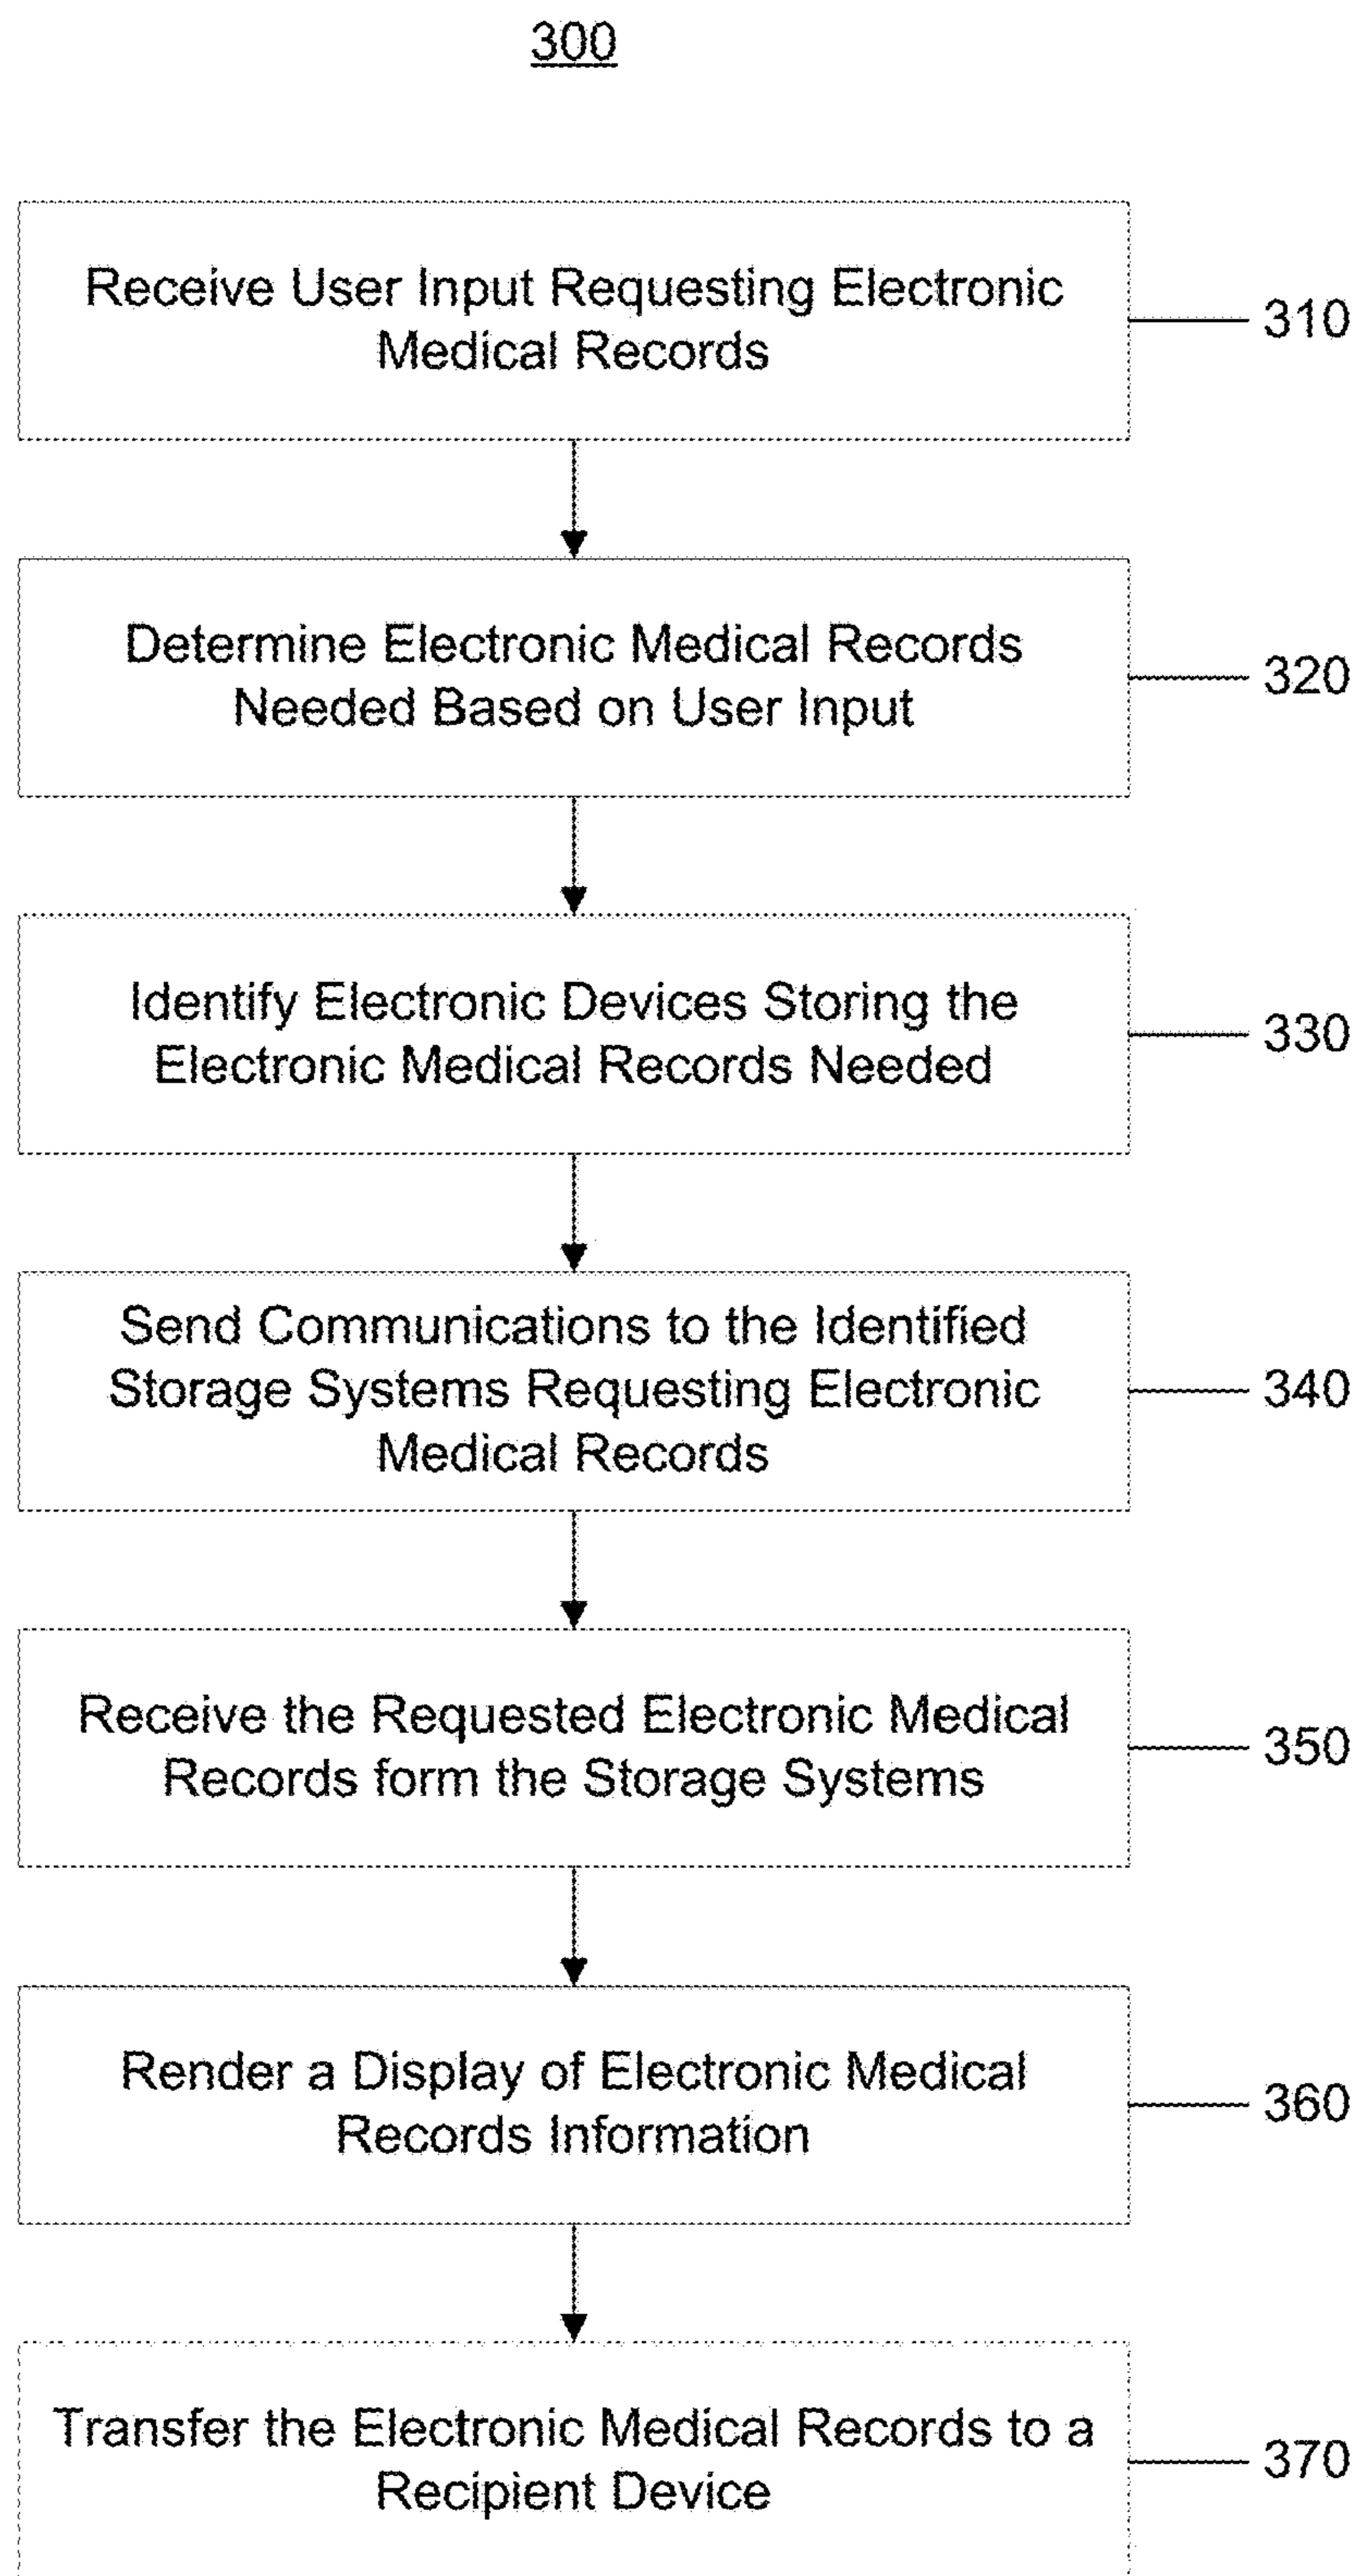 300
Receive User Input Requesting Electronic
Medical Records
310
Determine Electronic Medical Records
Needed Based on User Input
320
Identify Electronic Devices Storing the
Electronic Medical Records Needed
330
Send Communications to the Identified
Storage Systems Requesting Electronic
Medical Records
340
Receive the Requested Electronic Medical
Records form the Storage Systems
350
Render a Display of Electronic Medical
Records Information
360
Transfer the Electronic Medical Records to a
Recipient Device
370